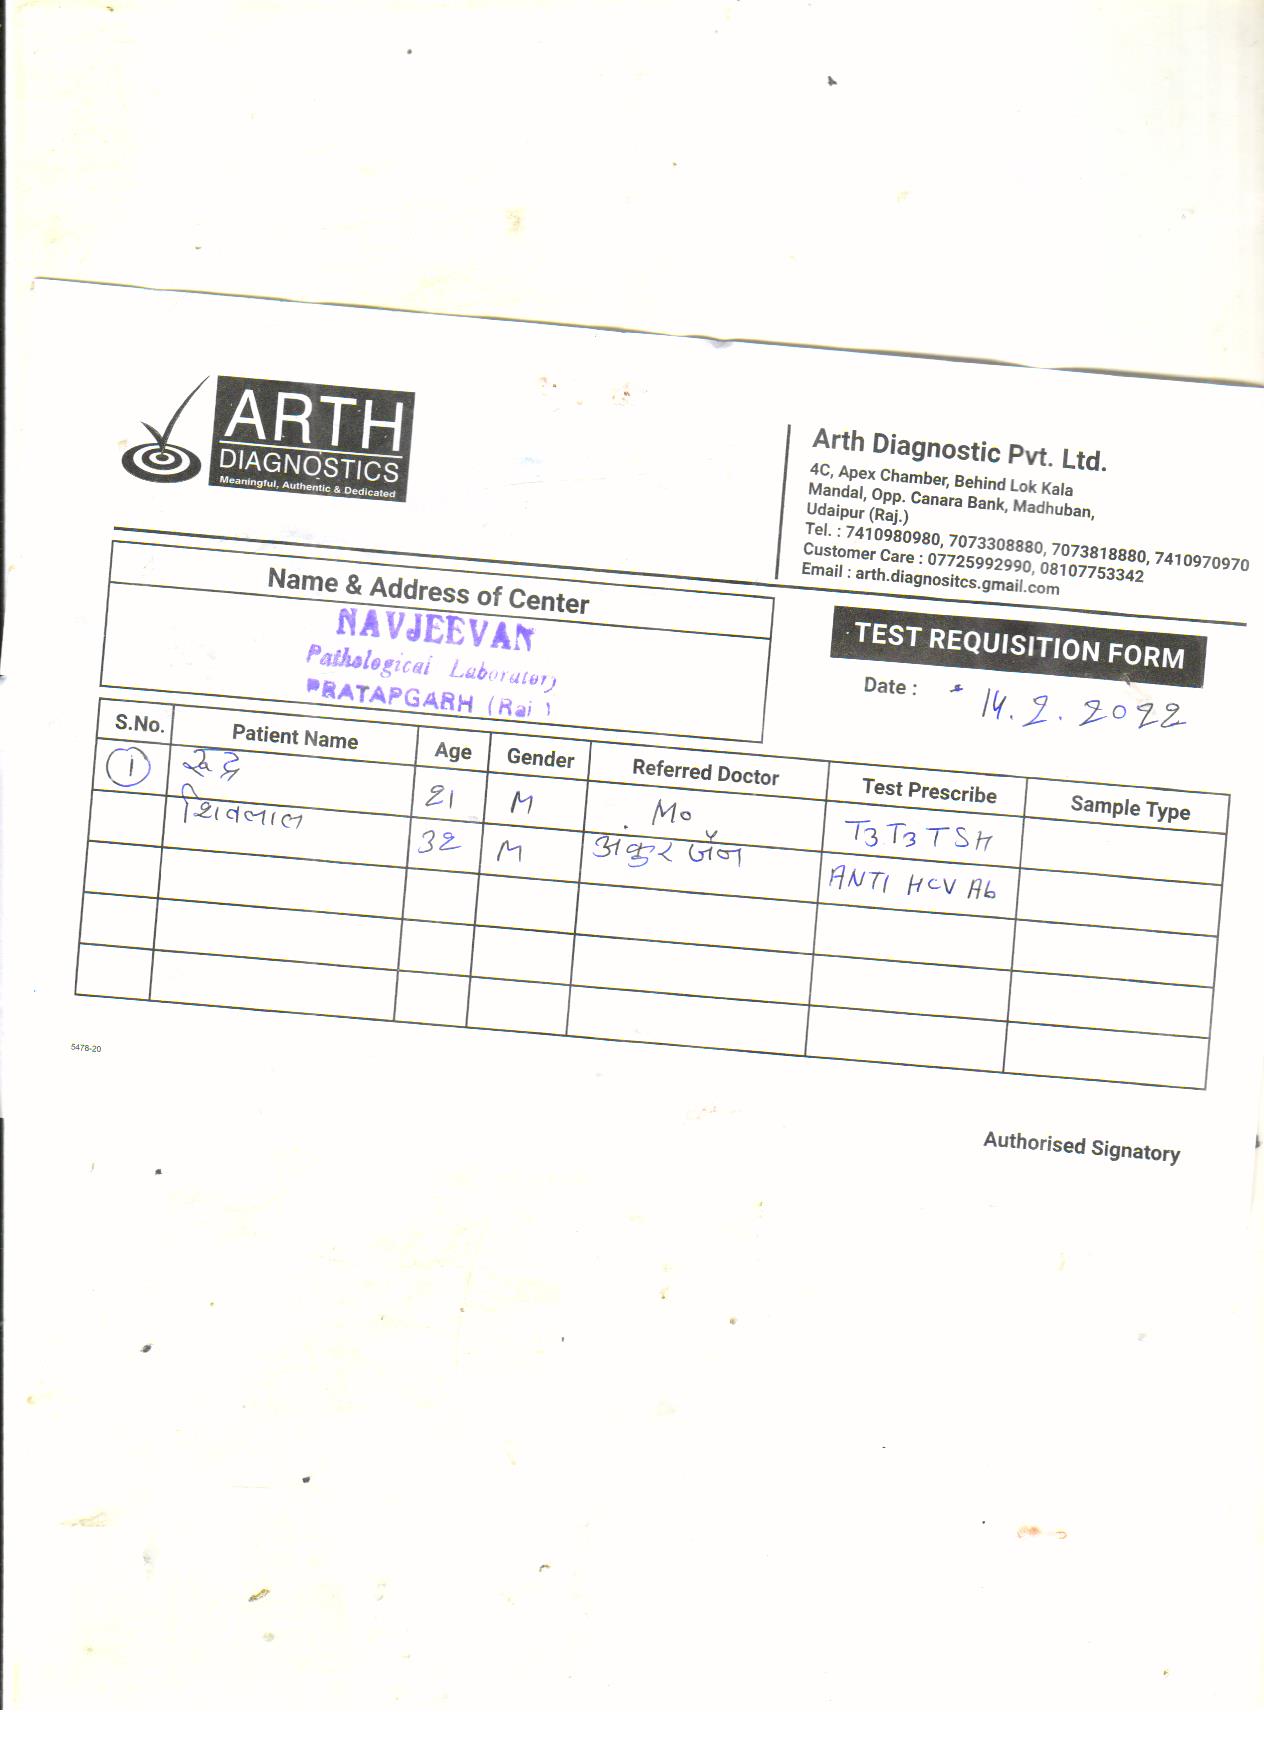 ARTH
DIAGNOSTICS
Meaningful, Authentic & Dedicated
Arth Diagnostic Pvt. Ltd.
4C, Apex Chamber, Behind Lok Kala
Mandal, Opp. Canara Bank, Madhuban,
Udaipur (Raj.)
Tel. : 7410980980, 7073308880, 7073818880, 7410970970
Customer Care : 07725992990, 08107753342
Email : arth.diagnositcs.gmail.com
Name & Address of Center
NAVJEEVAN
Pathological Laboratory
PRATAPGARH (Raj)
TEST REQUISITION FORM
Date : 14.2.2022
S.No. Patient Name Age Gender Referred Doctor Test Prescribe Sample Type
1 21 M Mo T3 T3 TSH
शिवलाल 32 M अंकुर जैन ANTI HCV Ab
5478-20
Authorised Signatory